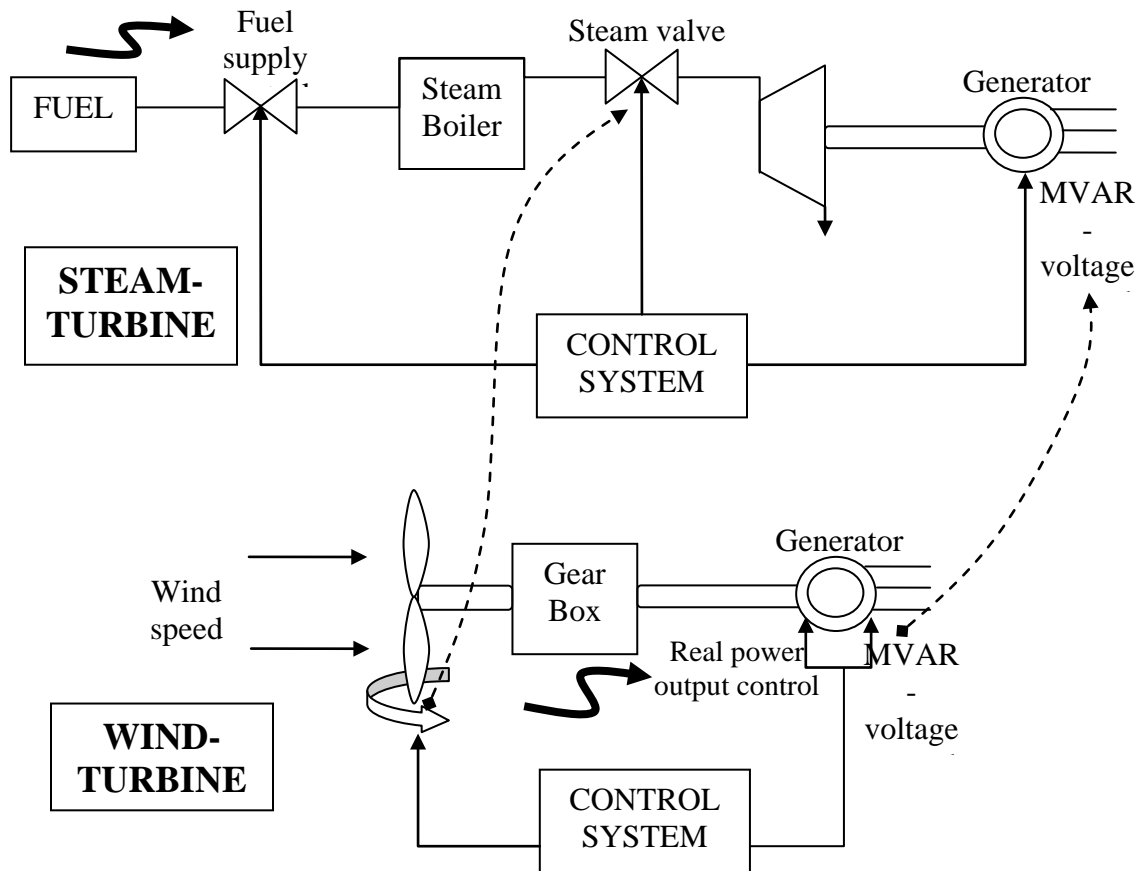 Fuel
supply
Steam valve
FUEL
Steam
Boiler
Generator
MVAR
-
voltage
STEAM-
TURBINE
CONTROL
SYSTEM
Wind
speed
Gear
Box
Generator
Real power
output control
MVAR
-
voltage
WIND-
TURBINE
CONTROL
SYSTEM